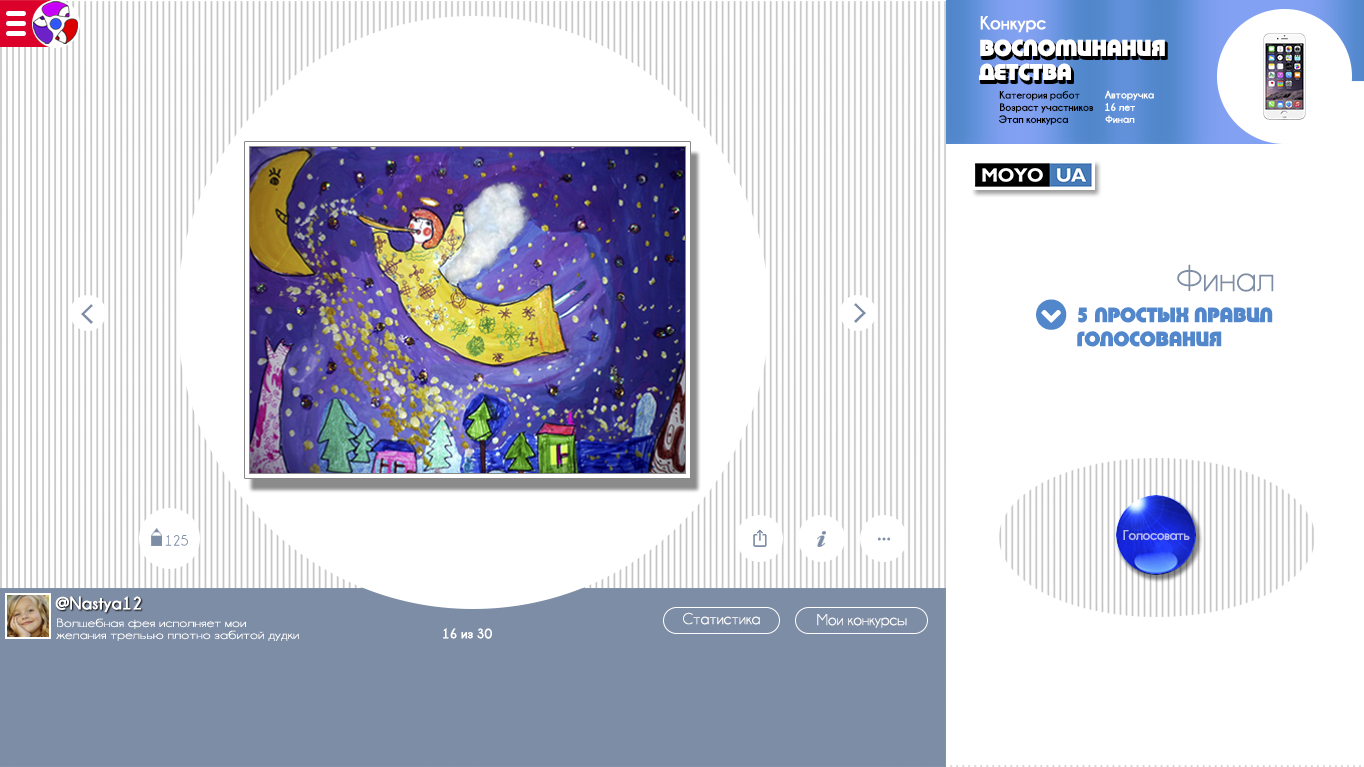 Конкурс
ВОСПОМИНАНИЯ
ДЕТСТВА
Категория работ Авторучка
Возраст участников 16 лет
Этап конкурса Финал
MOYO UA
Финал
5 ПРОСТЫХ ПРАВИЛ
ГОЛОСОВАНИЯ
125
i
Голосовать
@Nastya12
Волшебная фея исполняет мои
желания трелью плотно забитой дудки
16 из 30
Статистика
Мои конкурсы